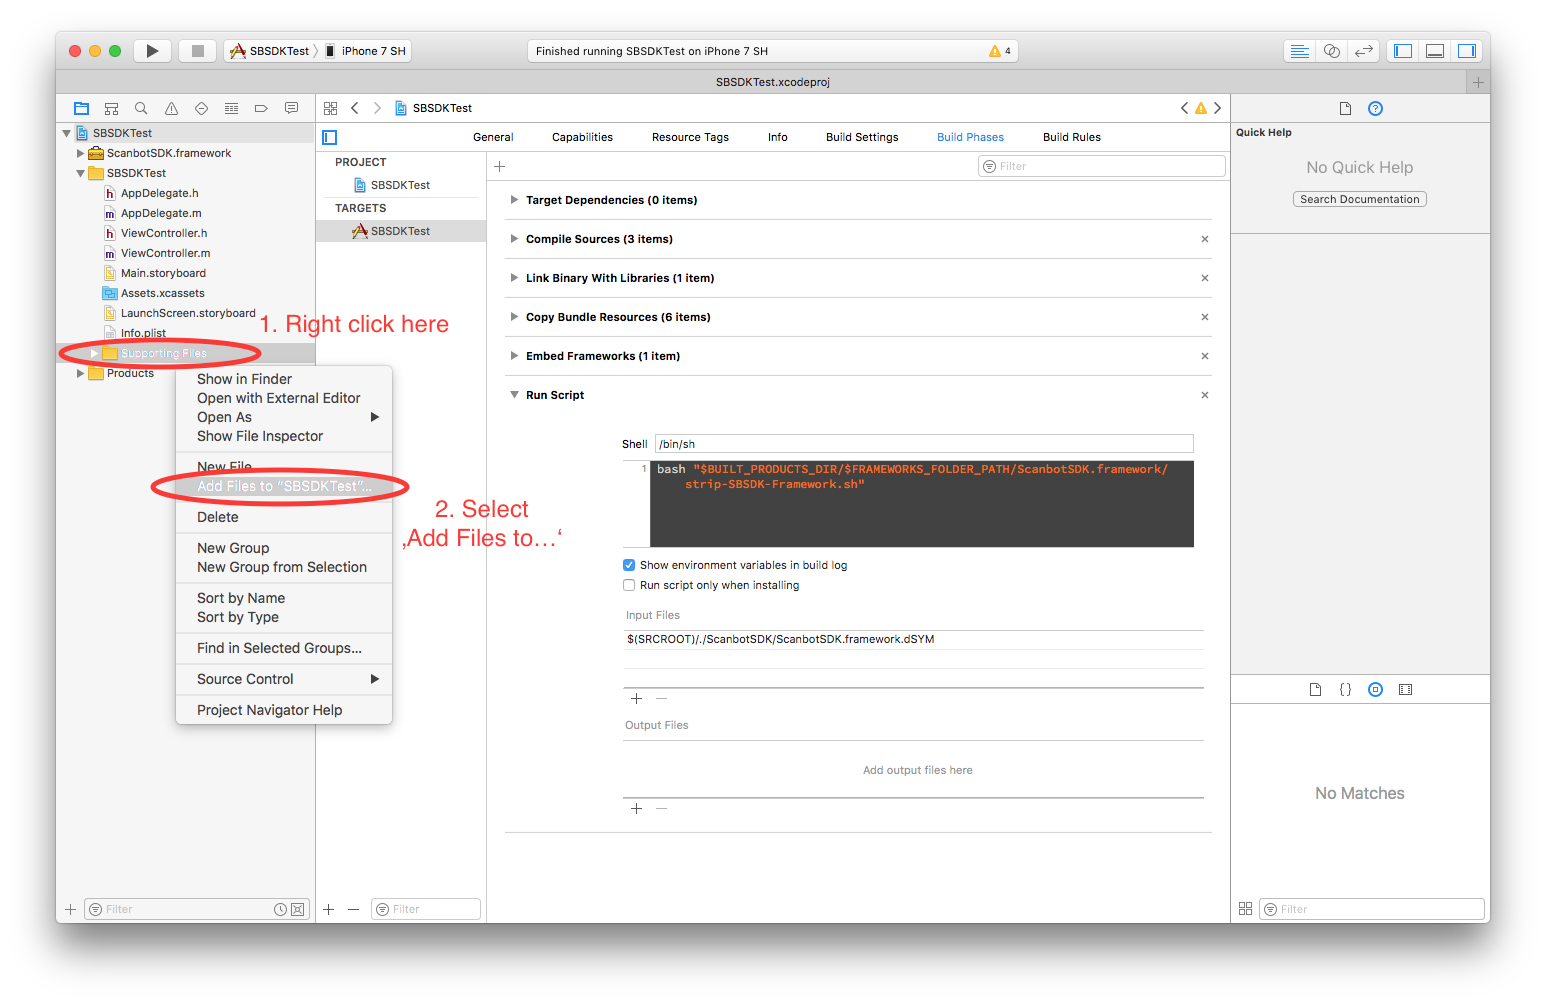 SBSDKTest
iPhone 7 SH
Finished running SBSDKTest on iPhone 7 SH
4
SBSDKTest.xcodeproj
SBSDKTest
ScanbotSDK.framework
SBSDKTest
h AppDelegate.h
m AppDelegate.m
h ViewController.h
m ViewController.m
Main.storyboard
Assets.xcassets
LaunchScreen.storyboard
Info.plist
Supporting Files
Products
1. Right click here
Show in Finder
Open with External Editor
Open As
Show File Inspector
New File
Add Files to “SBSDKTest”...
Delete
New Group
New Group from Selection
Sort by Name
Sort by Type
Find in Selected Groups...
Source Control
Project Navigator Help
2. Select
‚Add Files to…‘
Filter
SBSDKTest
General
Capabilities
Resource Tags
Info
Build Settings
Build Phases
Build Rules
PROJECT
SBSDKTest
TARGETS
SBSDKTest
Filter
Filter
Target Dependencies (0 items)
Compile Sources (3 items)
Link Binary With Libraries (1 item)
Copy Bundle Resources (6 items)
Embed Frameworks (1 item)
Run Script
Shell /bin/sh
1 bash "$BUILT_PRODUCTS_DIR/$FRAMEWORKS_FOLDER_PATH/ScanbotSDK.framework/
strip-SBSDK-Framework.sh"
Show environment variables in build log
Run script only when installing
Input Files
$(SRCROOT)/./ScanbotSDK/ScanbotSDK.framework.dSYM
Output Files
Add output files here
Quick Help
No Quick Help
Search Documentation
{}
No Matches
Filter